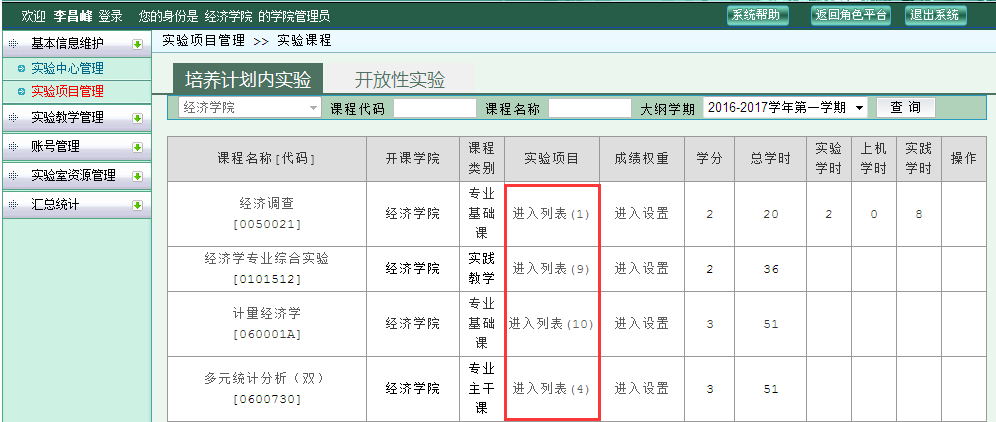 欢迎 李昌峰 登录 您的身份是 经济学院 的学院管理员 系统帮助 返回角色平台 退出系统
基本信息维护
实验中心管理
实验项目管理
实验教学管理
账号管理
实验室资源管理
汇总统计
实验项目管理 >> 实验课程
培养计划内实验 开放性实验
经济学院 课程代码 课程名称 大纲学期 2016-2017学年第一学期 查 询
课程名称[代码] 开课学院 课程类别 实验项目 成绩权重 学分 总学时 实验学时 上机学时 实践学时 操作
经济调查
[0050021] 经济学院 专业基础课 进入列表(1) 进入设置 2 20 2 0 8
经济学专业综合实验
[0101512] 经济学院 实践教学 进入列表(9) 进入设置 2 36
计量经济学
[060001A] 经济学院 专业基础课 进入列表(10) 进入设置 3 51
多元统计分析（双）
[0600730] 经济学院 专业主干课 进入列表(4) 进入设置 3 51